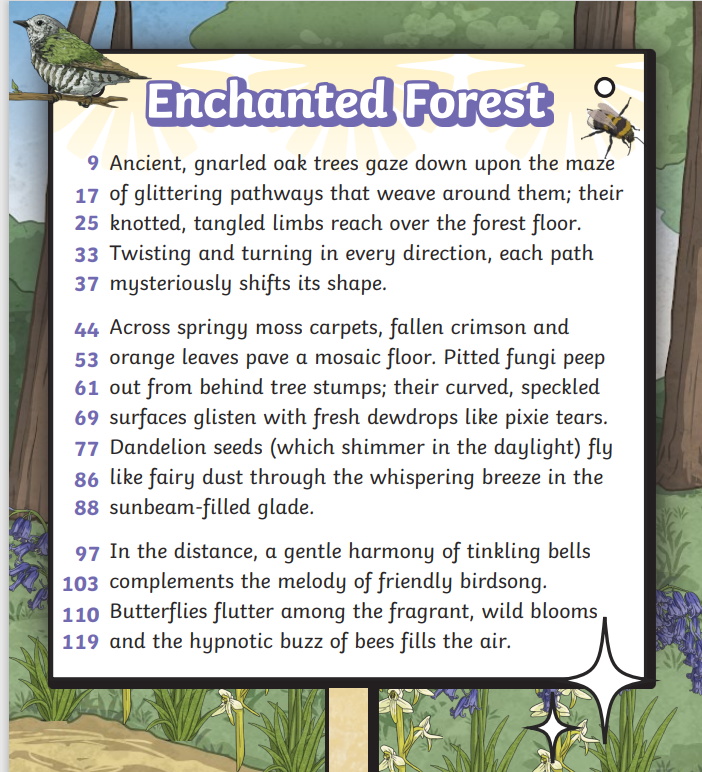 Enchanted Forest
9 Ancient, gnarled oak trees gaze down upon the maze
17 of glittering pathways that weave around them; their
25 knotted, tangled limbs reach over the forest floor.
33 Twisting and turning in every direction, each path
37 mysteriously shifts its shape.
44 Across springy moss carpets, fallen crimson and
53 orange leaves pave a mosaic floor. Pitted fungi peep
61 out from behind tree stumps; their curved, speckled
69 surfaces glisten with fresh dewdrops like pixie tears.
77 Dandelion seeds (which shimmer in the daylight) fly
86 like fairy dust through the whispering breeze in the
88 sunbeam-filled glade.
97 In the distance, a gentle harmony of tinkling bells
103 complements the melody of friendly birdsong.
110 Butterflies flutter among the fragrant, wild blooms
119 and the hypnotic buzz of bees fills the air.